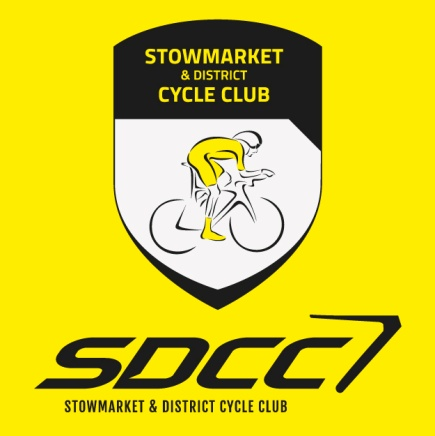 STOWMARKET
& DISTRICT
CYCLE CLUB
SDCC
STOWMARKET & DISTRICT CYCLE CLUB